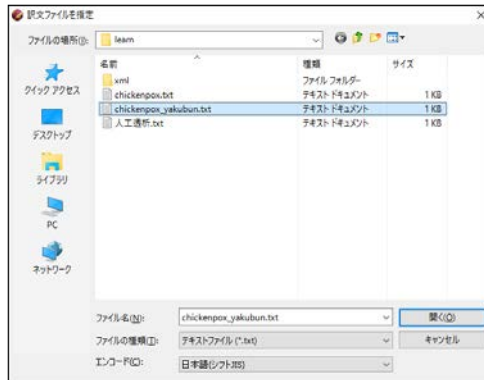 訳文ファイルを指定
ファイルの場所(I): learn
名前 種類 サイズ
xml ファイル フォルダー
chickenpox.txt テキスト ドキュメント 1 KB
chickenpox_yakubun.txt テキスト ドキュメント 1 KB
人工透析.txt テキスト ドキュメント 1 KB
クイック アクセス
デスクトップ
ライブラリ
PC
ネットワーク
ファイル名(N): chickenpox_yakubun.txt 開く(O)
ファイルの種類(T): テキストファイル (*.txt) キャンセル
エンコード(C): 日本語(シフトJIS)